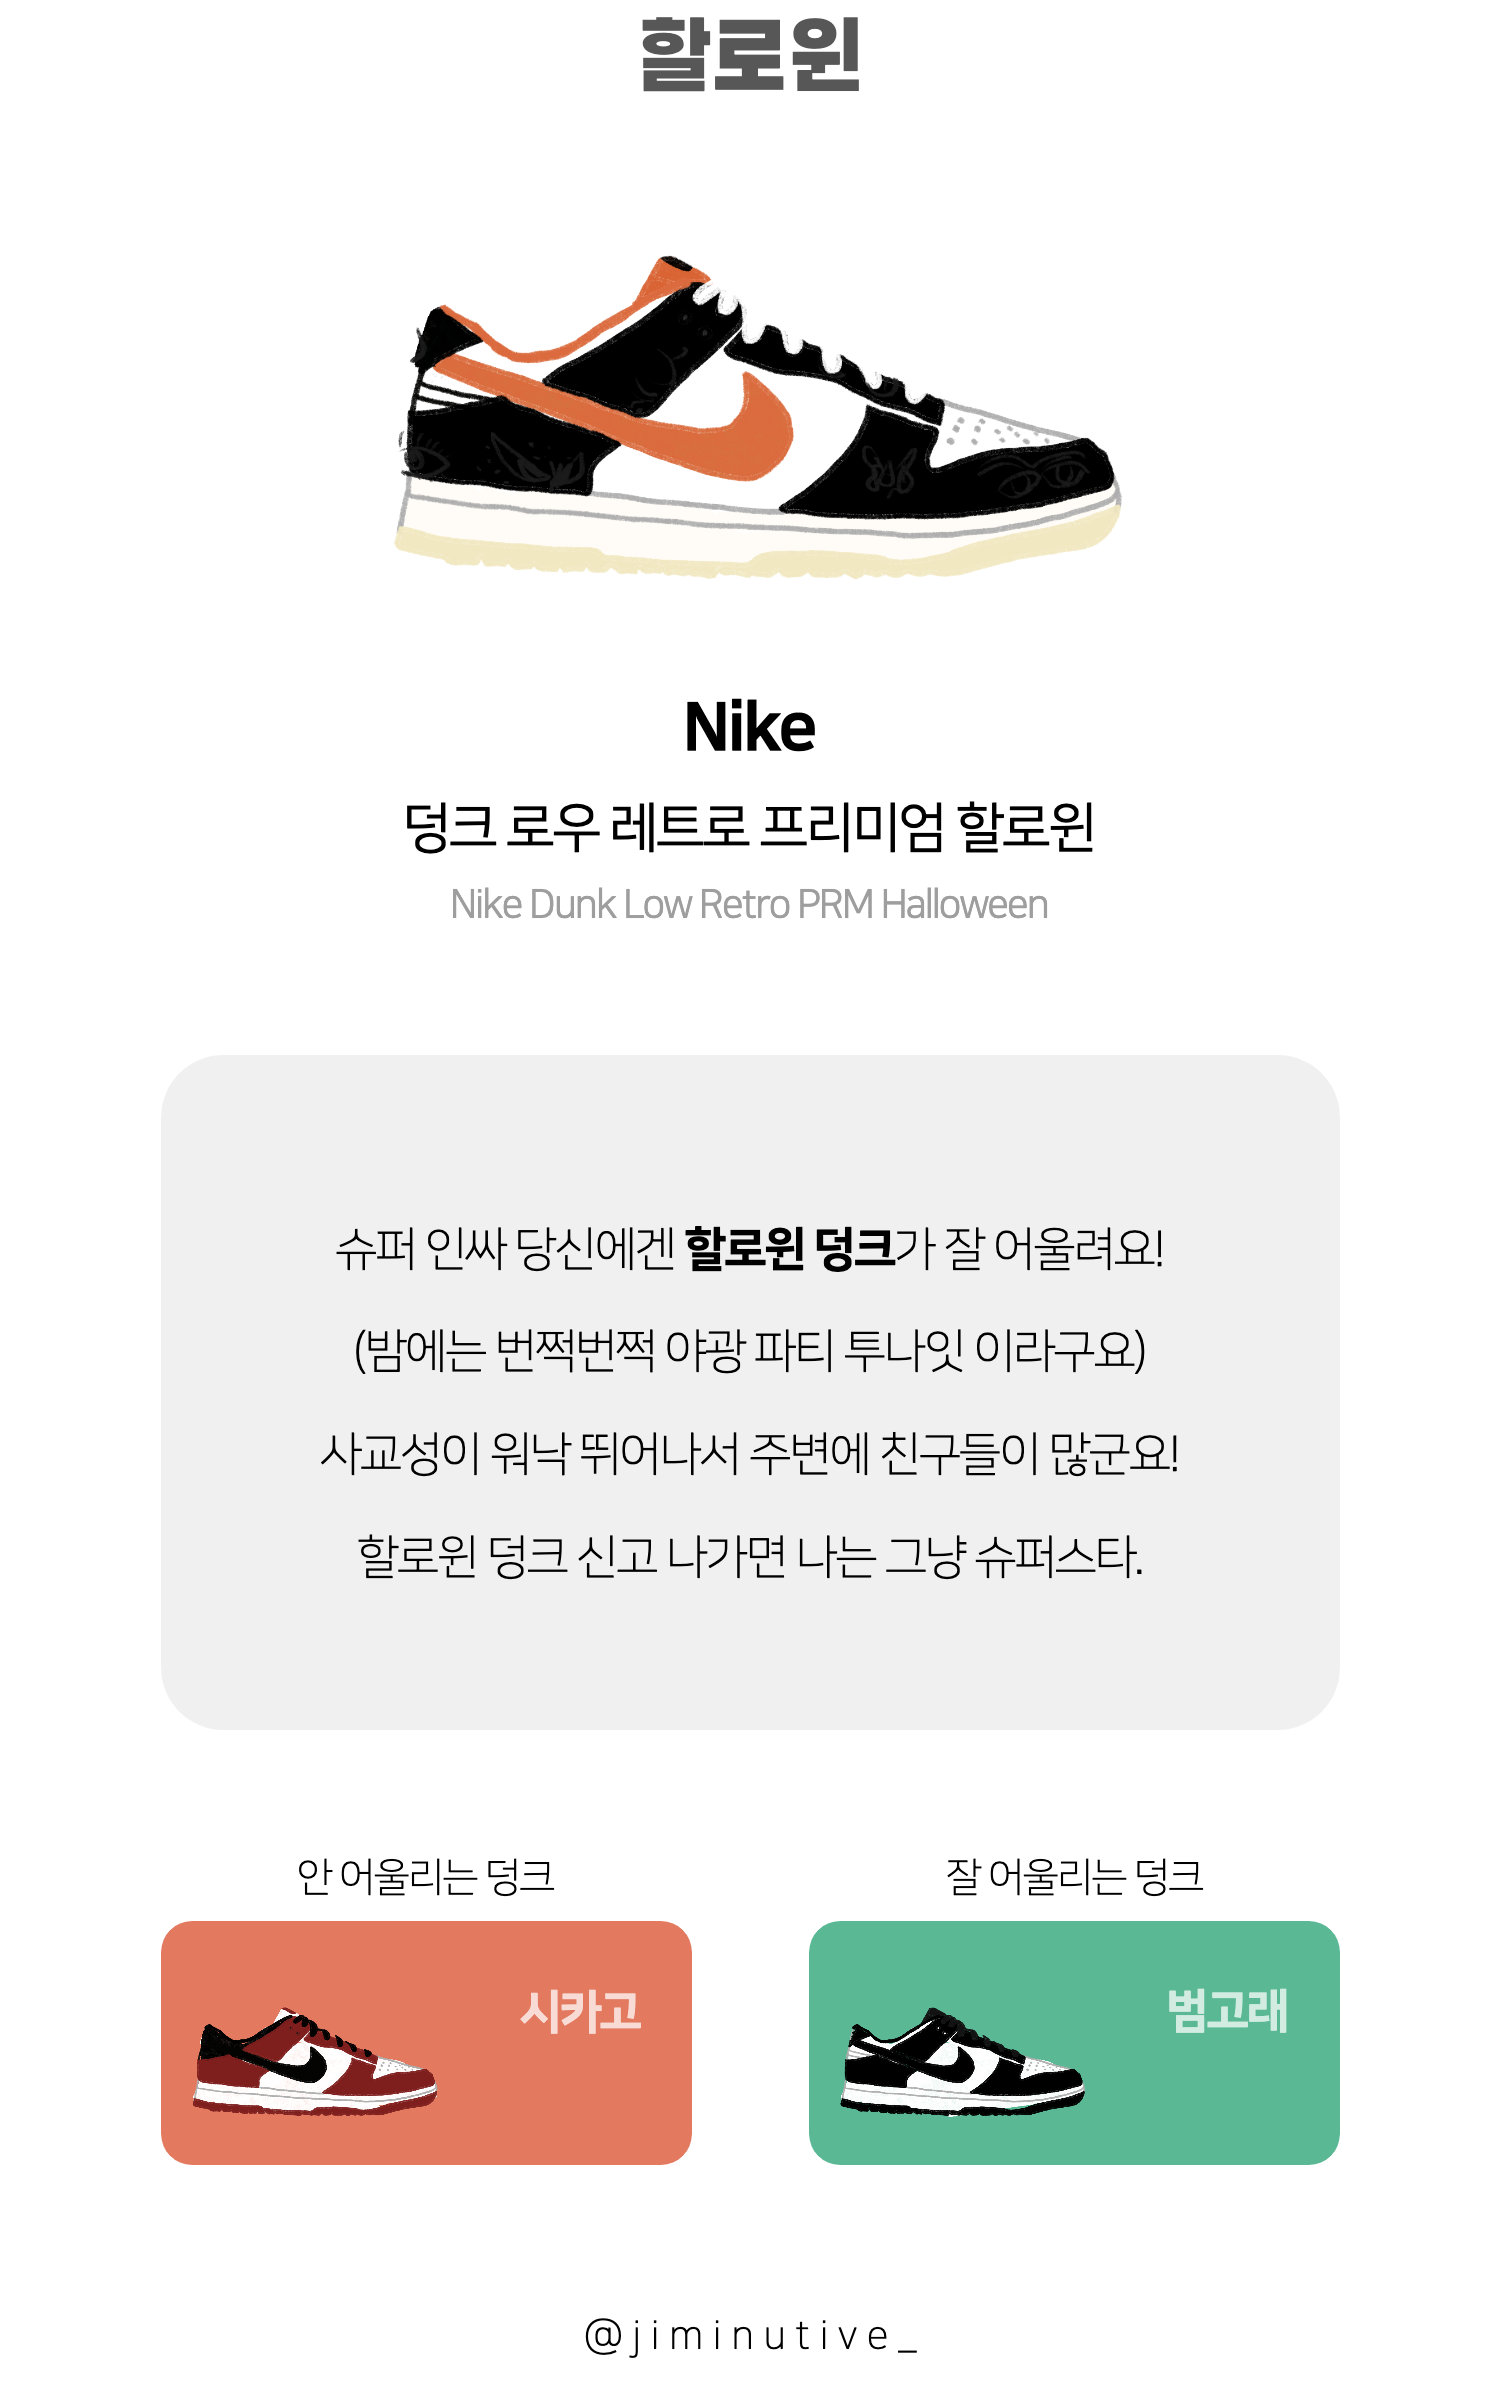 할로윈
Nike
덩크 로우 레트로 프리미엄 할로윈
Nike Dunk Low Retro PRM Halloween
슈퍼 인싸 당신에겐 할로윈 덩크가 잘 어울려요!
(밤에는 번쩍번쩍 야광 파티 투나잇 이라구요)
사교성이 워낙 뛰어나서 주변에 친구들이 많군요!
할로윈 덩크 신고 나가면 나는 그냥 슈퍼스타.
안 어울리는 덩크
시카고
잘 어울리는 덩크
범고래
@jiminutive_